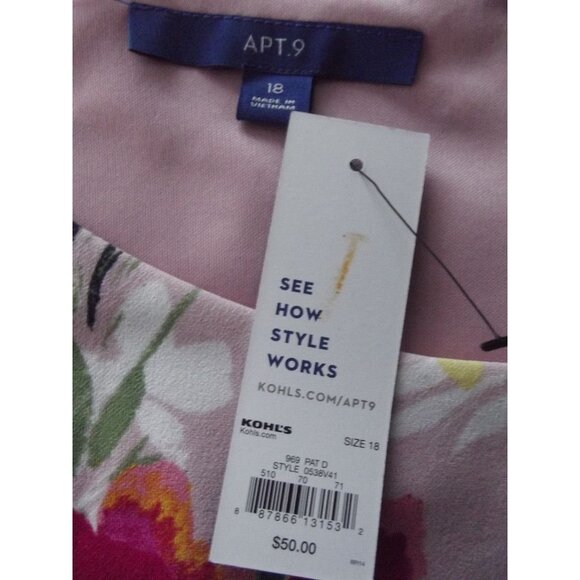 APT.9
18
MADE IN
VIETNAM
SEE
HOW
STYLE
WORKS
KOHLS.COM/APT9
KOHL'S
Kohls.com
SIZE 18
969 PAT D
STYLE 0538V41
510 70 71
8 87866 13153 2
$50.00